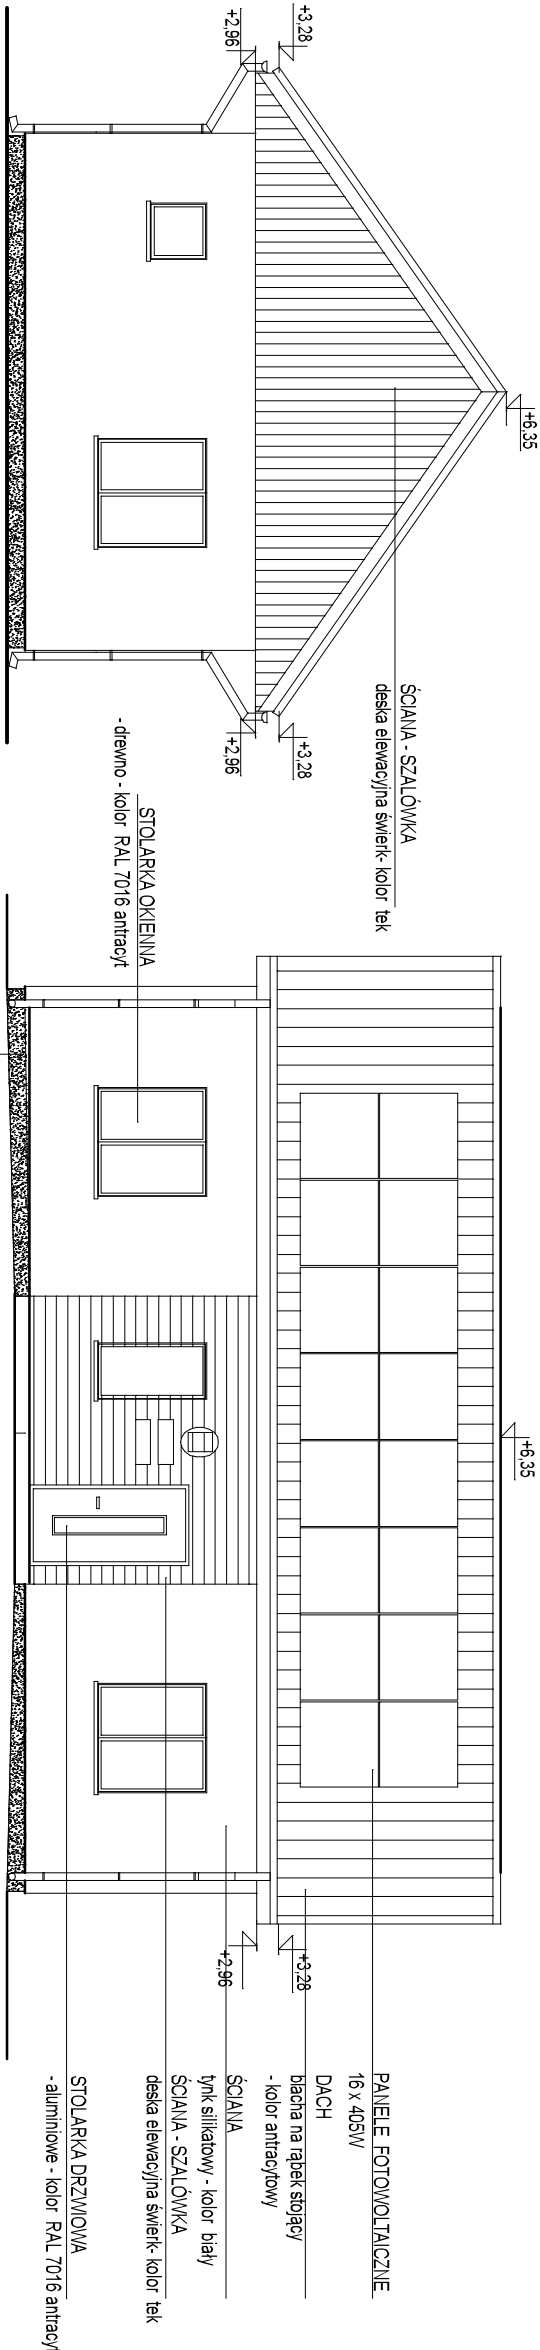 +3,28
+2,96
+6,35
+3,28
+2,96
ŚCIANA - SZALÓWKA
deska elewacyjna świerk- kolor tek
STOLARKA OKIENNA
- drewno - kolor RAL 7016 antracyt
+6,35
+3,28
+2,96
PANELE FOTOWOLTAICZNE
16 x 405W
DACH
blacha na rąbek stojący
- kolor antracytowy
ŚCIANA
tynk silikatowy - kolor biały
ŚCIANA - SZALÓWKA
deska elewacyjna świerk- kolor tek
STOLARKA DRZWIOWA
- aluminiowe - kolor RAL 7016 antracyt